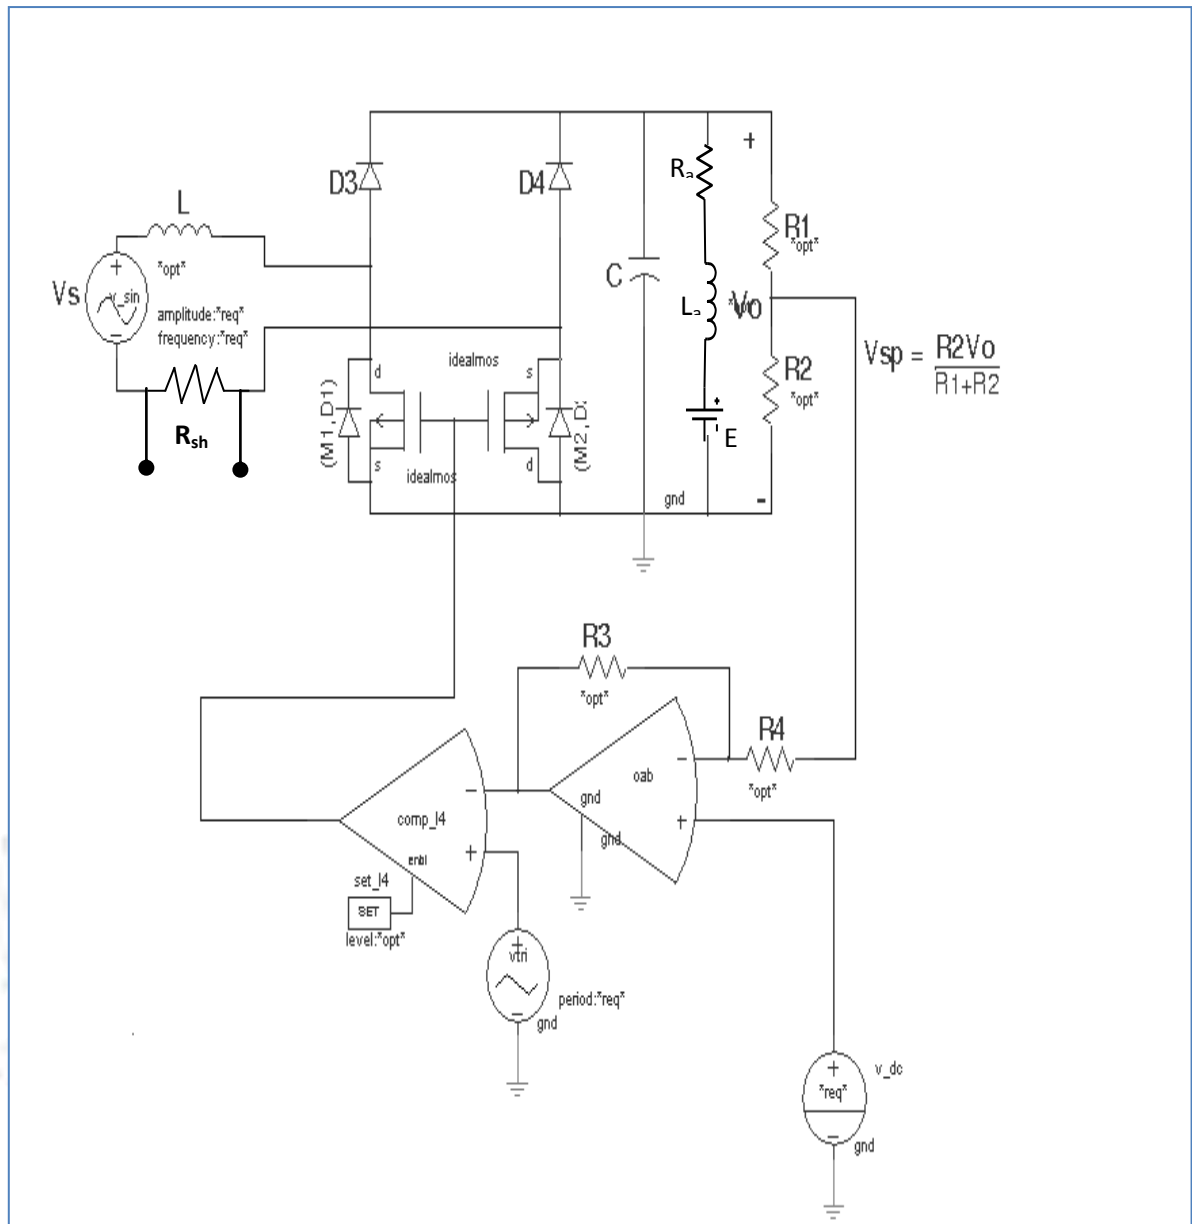 D3
D4
+
Rₐ
L
R1
*opt*
*opt*
C
Lₐ
Vo
Vs
+
v_sin
amplitude:*req*
frequency:*req*
−
Vsp = R2Vo
R1+R2
idealmos
R2
*opt*
d
s
(M1, D1)
(M2, D
+
E
Rsh
s
d
idealmos
gnd
-
R3
*opt*
R4
*opt*
−
oab
gnd
gnd
+
−
comp_l4
+
enbl
set_l4
SET
level:*opt*
+
vtri
period:*req*
−
gnd
v_dc
+
*req*
−
gnd